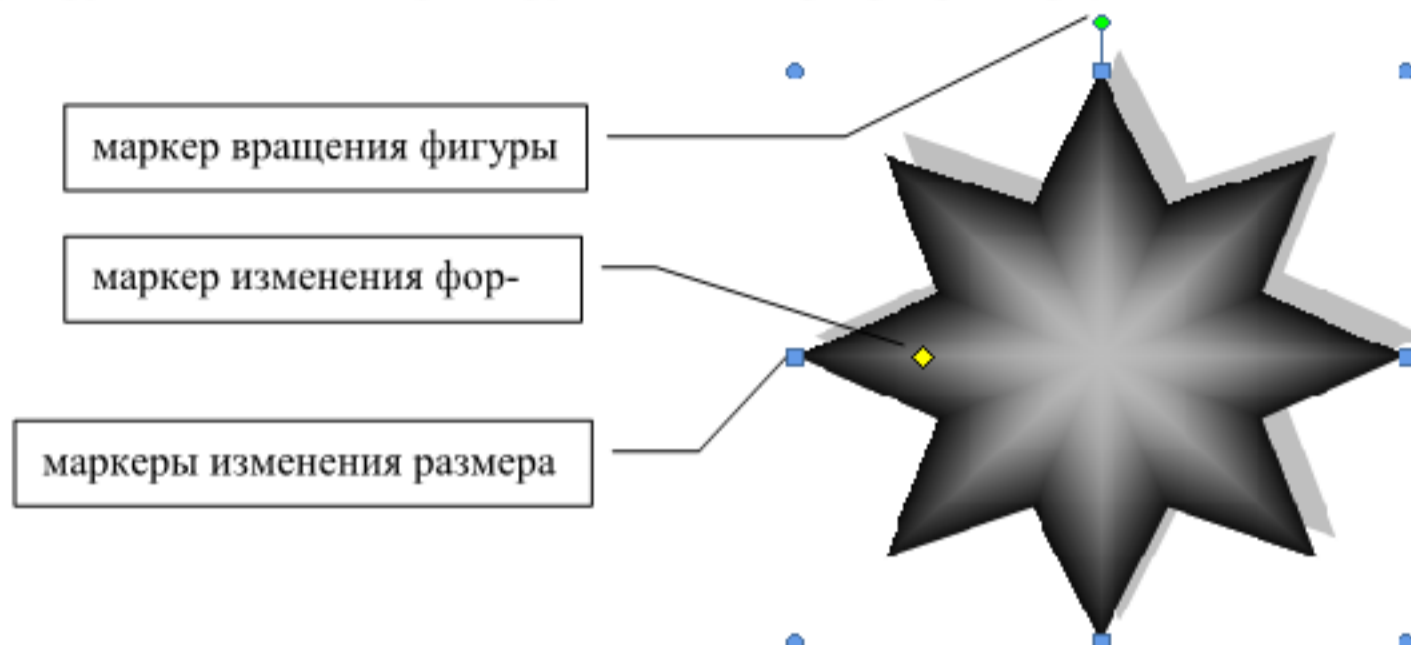 маркер вращения фигуры
маркер изменения фор-
маркеры изменения размера